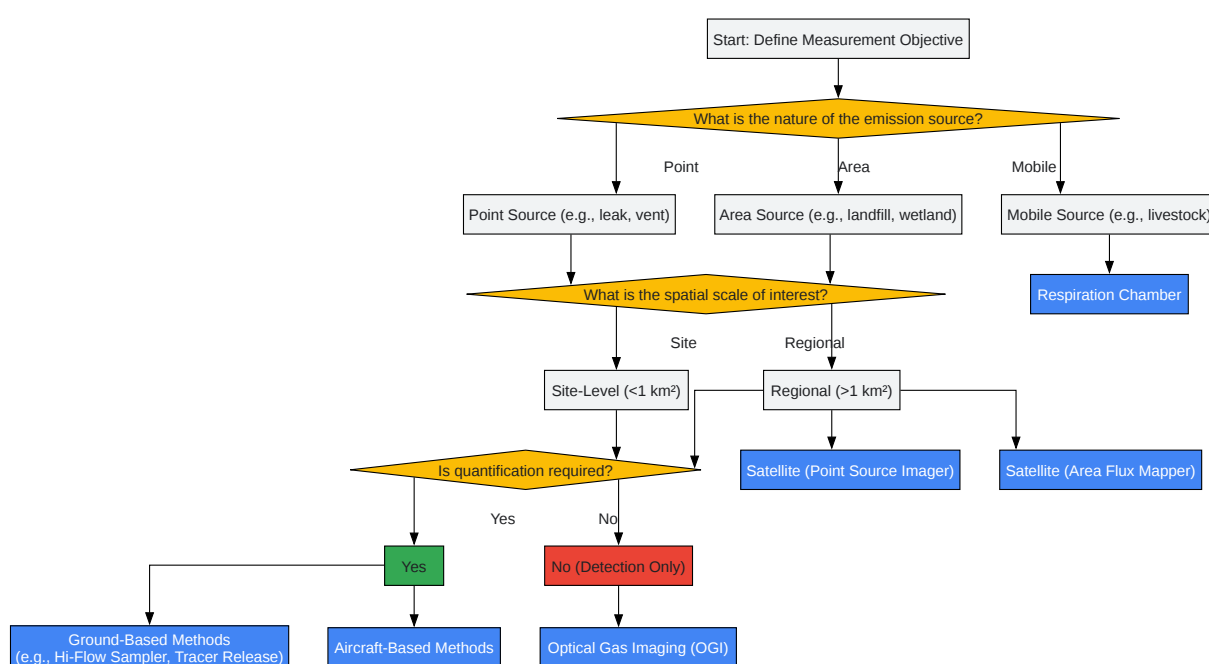 Start: Define Measurement Objective
What is the nature of the emission source?
Point
Area
Mobile
Point Source (e.g., leak, vent)
Area Source (e.g., landfill, wetland)
Mobile Source (e.g., livestock)
What is the spatial scale of interest?
Respiration Chamber
Site
Regional
Site-Level (<1 km²)
Regional (>1 km²)
Is quantification required?
Satellite (Point Source Imager)
Satellite (Area Flux Mapper)
Yes
No
Yes
No (Detection Only)
Ground-Based Methods
(e.g., Hi-Flow Sampler, Tracer Release)
Aircraft-Based Methods
Optical Gas Imaging (OGI)